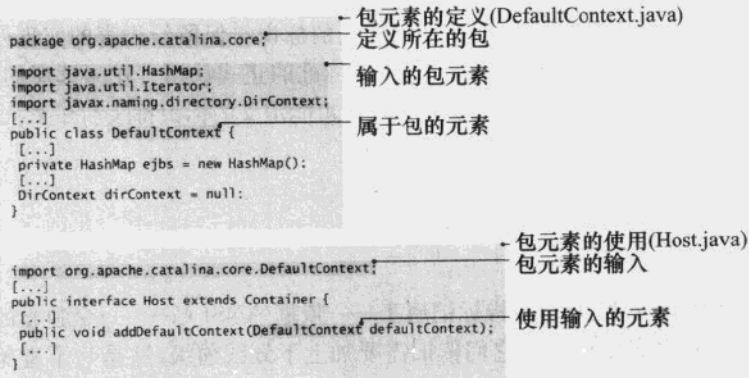 包元素的定义(DefaultContext.java)
package org.apache.catalina.core;
定义所在的包
import java.util.HashMap;
输入的包元素
import java.util.Iterator;
import javax.naming.directory.DirContext;
[...]
public class DefaultContext {
属于包的元素
[...]
private HashMap ejbs = new HashMap();
[...]
DirContext dirContext = null;
}
包元素的使用(Host.java)
import org.apache.catalina.core.DefaultContext;
包元素的输入
[...]
public interface Host extends Container {
[...]
public void addDefaultContext(DefaultContext defaultContext);
使用输入的元素
[...]
}